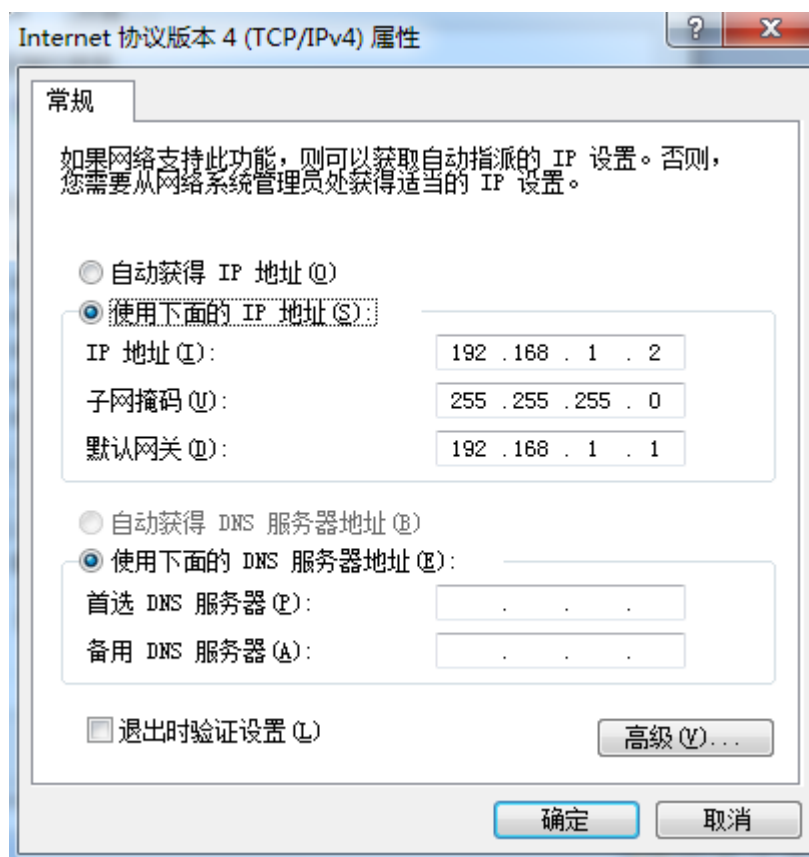 Internet 协议版本 4 (TCP/IPv4) 属性
?
X
常规
如果网络支持此功能，则可以获取自动指派的 IP 设置。否则，
您需要从网络系统管理员处获得适当的 IP 设置。
自动获得 IP 地址(O)
使用下面的 IP 地址(S):
IP 地址(I): 192 .168 . 1 . 2
子网掩码(U): 255 .255 .255 . 0
默认网关(D): 192 .168 . 1 . 1
自动获得 DNS 服务器地址(B)
使用下面的 DNS 服务器地址(E):
首选 DNS 服务器(P): . . .
备用 DNS 服务器(A): . . .
退出时验证设置(L)
高级(V)...
确定
取消